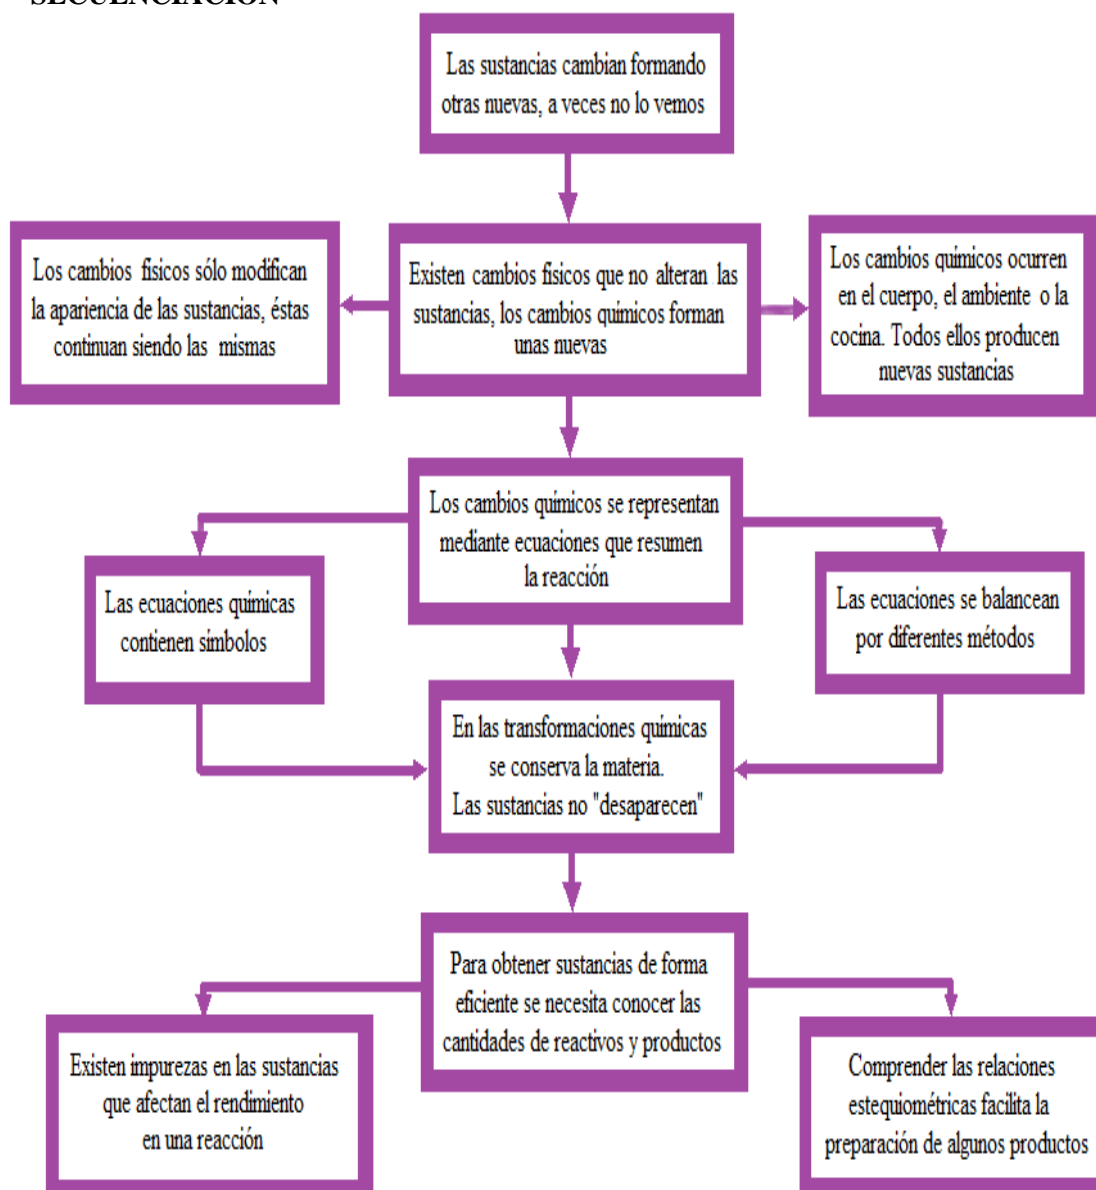 SECUENCIACIÓN
Las sustancias cambian formando
otras nuevas, a veces no lo vemos
Los cambios físicos sólo modifican
la apariencia de las sustancias, éstas
continuan siendo las mismas
Existen cambios físicos que no alteran las
sustancias, los cambios químicos forman
unas nuevas
Los cambios químicos ocurren
en el cuerpo, el ambiente o la
cocina. Todos ellos producen
nuevas sustancias
Los cambios químicos se representan
mediante ecuaciones que resumen
la reacción
Las ecuaciones químicas
contienen símbolos
Las ecuaciones se balancean
por diferentes métodos
En las transformaciones químicas
se conserva la materia.
Las sustancias no "desaparecen"
Para obtener sustancias de forma
eficiente se necesita conocer las
cantidades de reactivos y productos
Existen impurezas en las sustancias
que afectan el rendimiento
en una reacción
Comprender las relaciones
estequiométricas facilita la
preparación de algunos productos